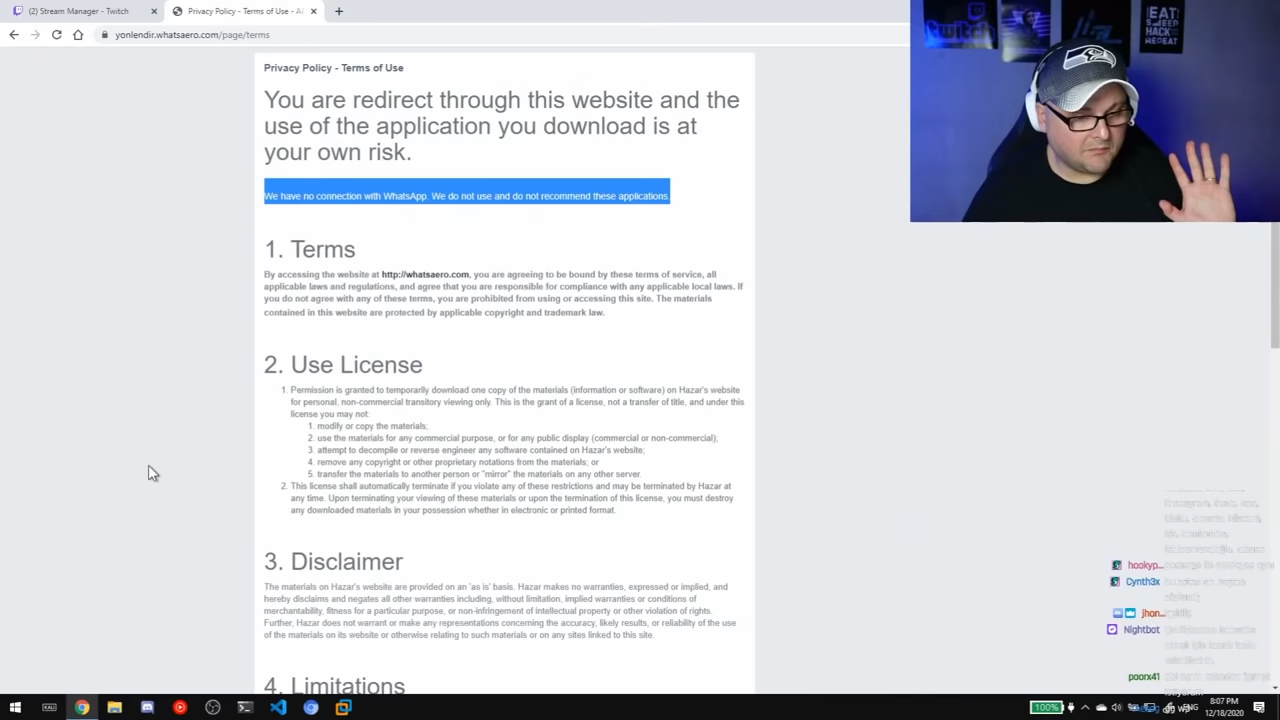 (2) Stream Manager - Twitch
Privacy Policy - Terms of Use - A
yonlendir.whatsaero.com/page/terms
Privacy Policy - Terms of Use
You are redirect through this website and the
use of the application you download is at
your own risk.
We have no connection with WhatsApp. We do not use and do not recommend these applications.
1. Terms
By accessing the website at http://whatsaero.com, you are agreeing to be bound by these terms of service, all
applicable laws and regulations, and agree that you are responsible for compliance with any applicable local laws. If
you do not agree with any of these terms, you are prohibited from using or accessing this site. The materials
contained in this website are protected by applicable copyright and trademark law.
2. Use License
1. Permission is granted to temporarily download one copy of the materials (information or software) on Hazar's website
for personal, non-commercial transitory viewing only. This is the grant of a license, not a transfer of title, and under this
license you may not:
1. modify or copy the materials;
2. use the materials for any commercial purpose, or for any public display (commercial or non-commercial);
3. attempt to decompile or reverse engineer any software contained on Hazar's website;
4. remove any copyright or other proprietary notations from the materials; or
5. transfer the materials to another person or "mirror" the materials on any other server.
2. This license shall automatically terminate if you violate any of these restrictions and may be terminated by Hazar at
any time. Upon terminating your viewing of these materials or upon the termination of this license, you must destroy
any downloaded materials in your possession whether in electronic or printed format.
3. Disclaimer
The materials on Hazar's website are provided on an 'as is' basis. Hazar makes no warranties, expressed or implied, and
hereby disclaims and negates all other warranties including, without limitation, implied warranties or conditions of
merchantability, fitness for a particular purpose, or non-infringement of intellectual property or other violation of rights.
Further, Hazar does not warrant or make any representations concerning the accuracy, likely results, or reliability of the use
of the materials on its website or otherwise relating to such materials or on any sites linked to this site.
4. Limitations
twitch
EAT
SLEEP
HACK
REPEAT
hookyp...
Cynth3x
jhon...
Nightbot
poorx41
KALI
100%
ENG
8:07 PM
12/18/2020